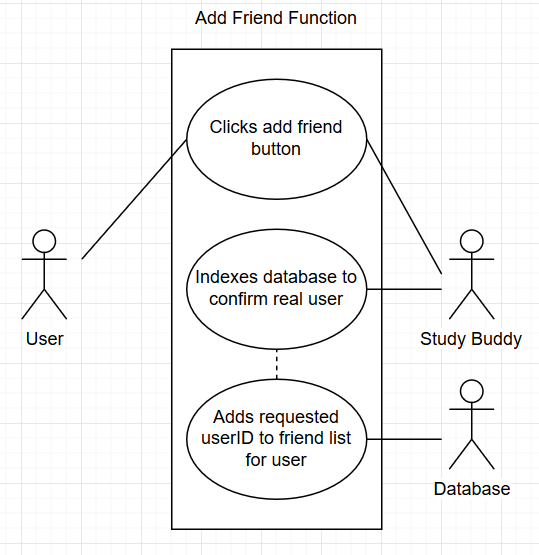 Add Friend Function
Clicks add friend
button
Indexes database to
confirm real user
User
Study Buddy
Adds requested
userID to friend list
for user
Database